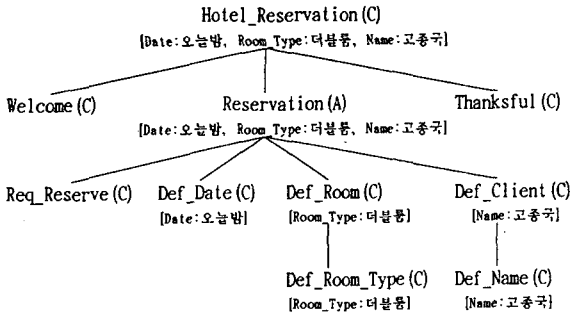 Hotel_Reservation(C)
[Date:오늘밤, Room_Type:더블룸, Name:고종국]
Welcome(C) Reservation(A) Thanksful(C)
[Date:오늘밤, Room_Type:더블룸, Name:고종국]
Req_Reserve(C) Def_Date(C) Def_Room(C) Def_Client(C)
[Date:오늘밤] [Room_Type:더블룸] [Name:고종국]
Def_Room_Type(C) Def_Name(C)
[Room_Type:더블룸] [Name:고종국]